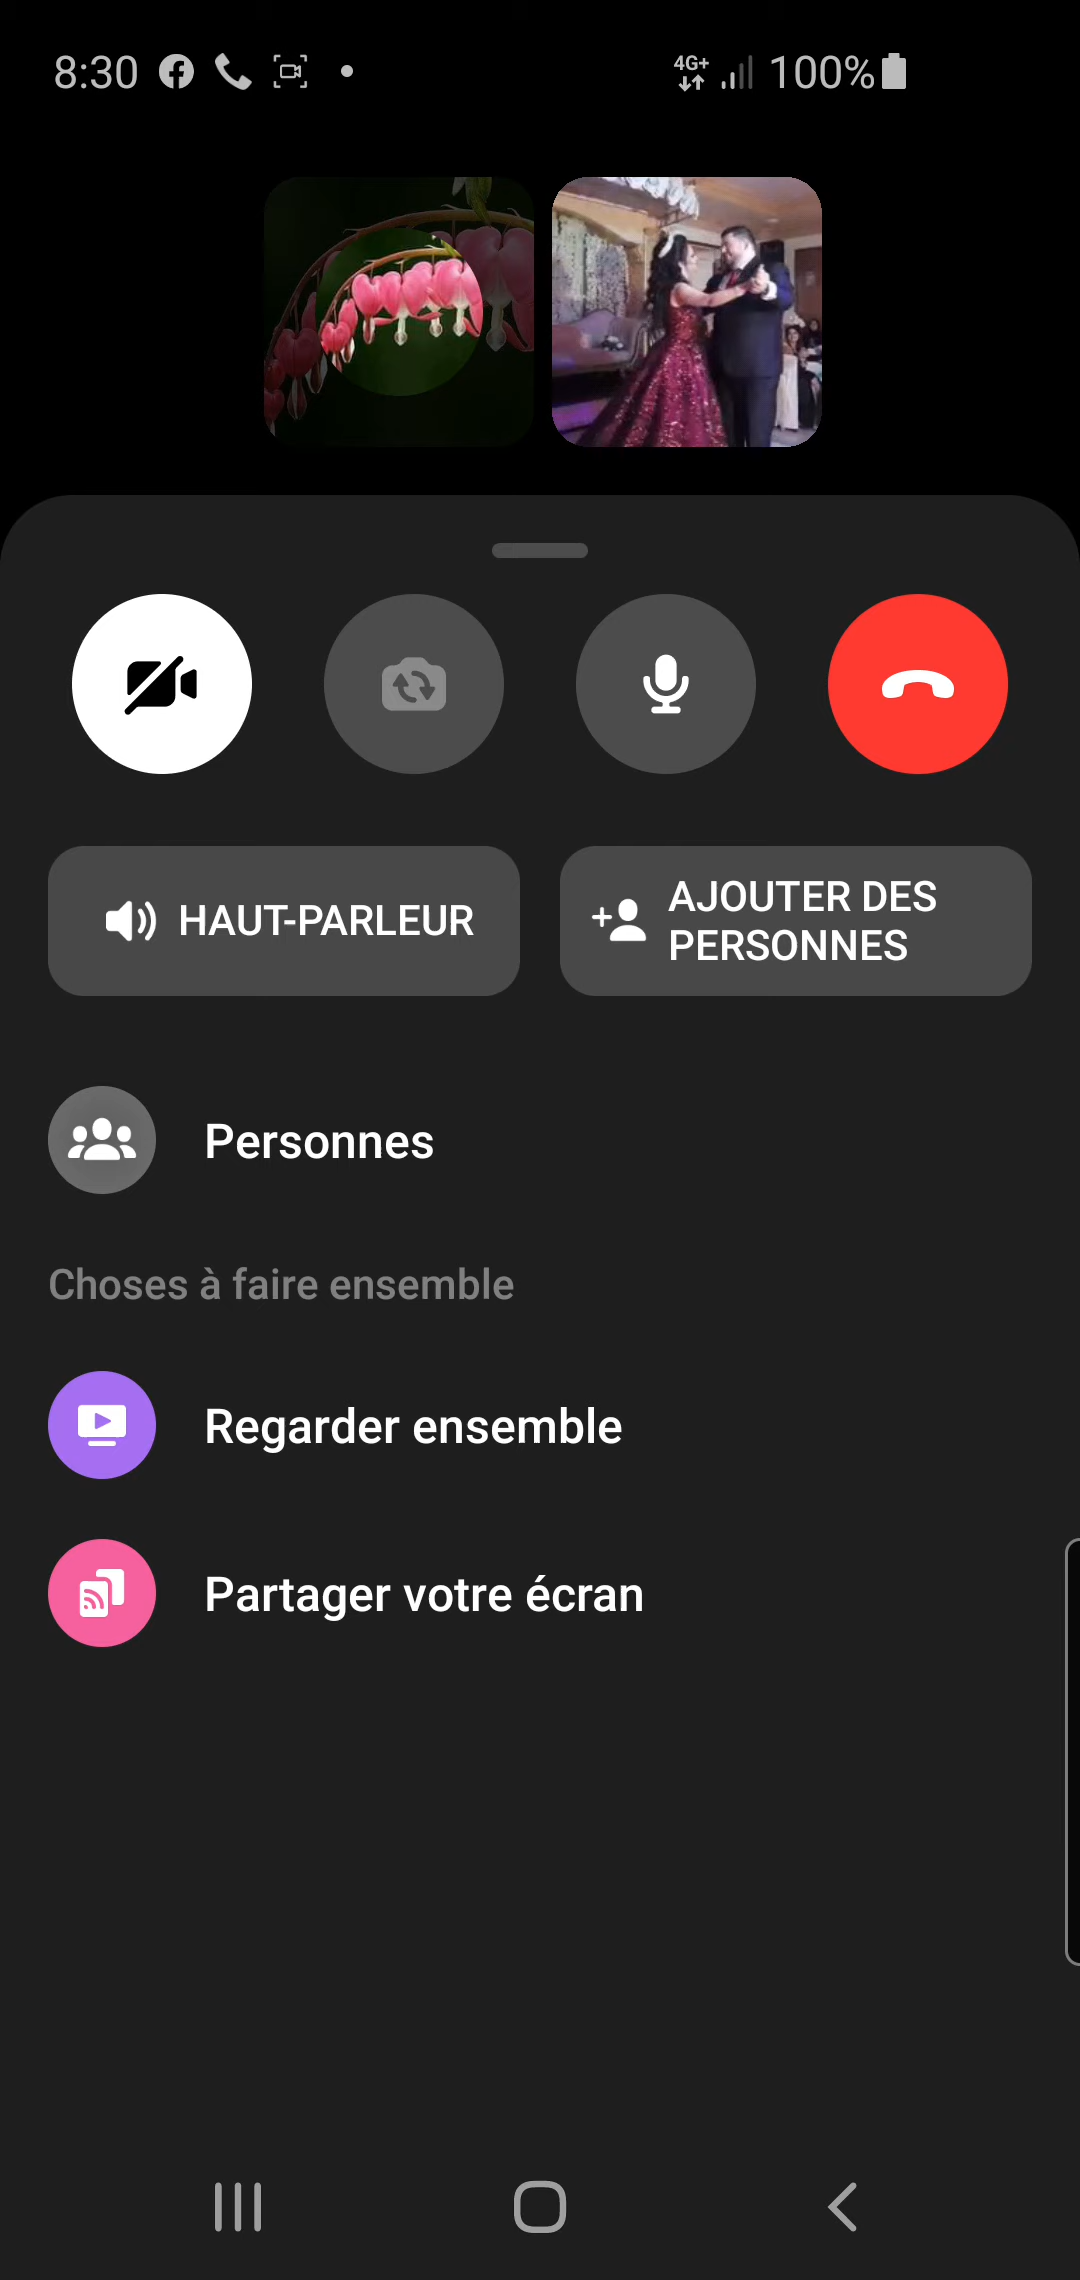 8:30
4G+ 100%
HAUT-PARLEUR
AJOUTER DES
PERSONNES
Personnes
Choses à faire ensemble
Regarder ensemble
Partager votre écran